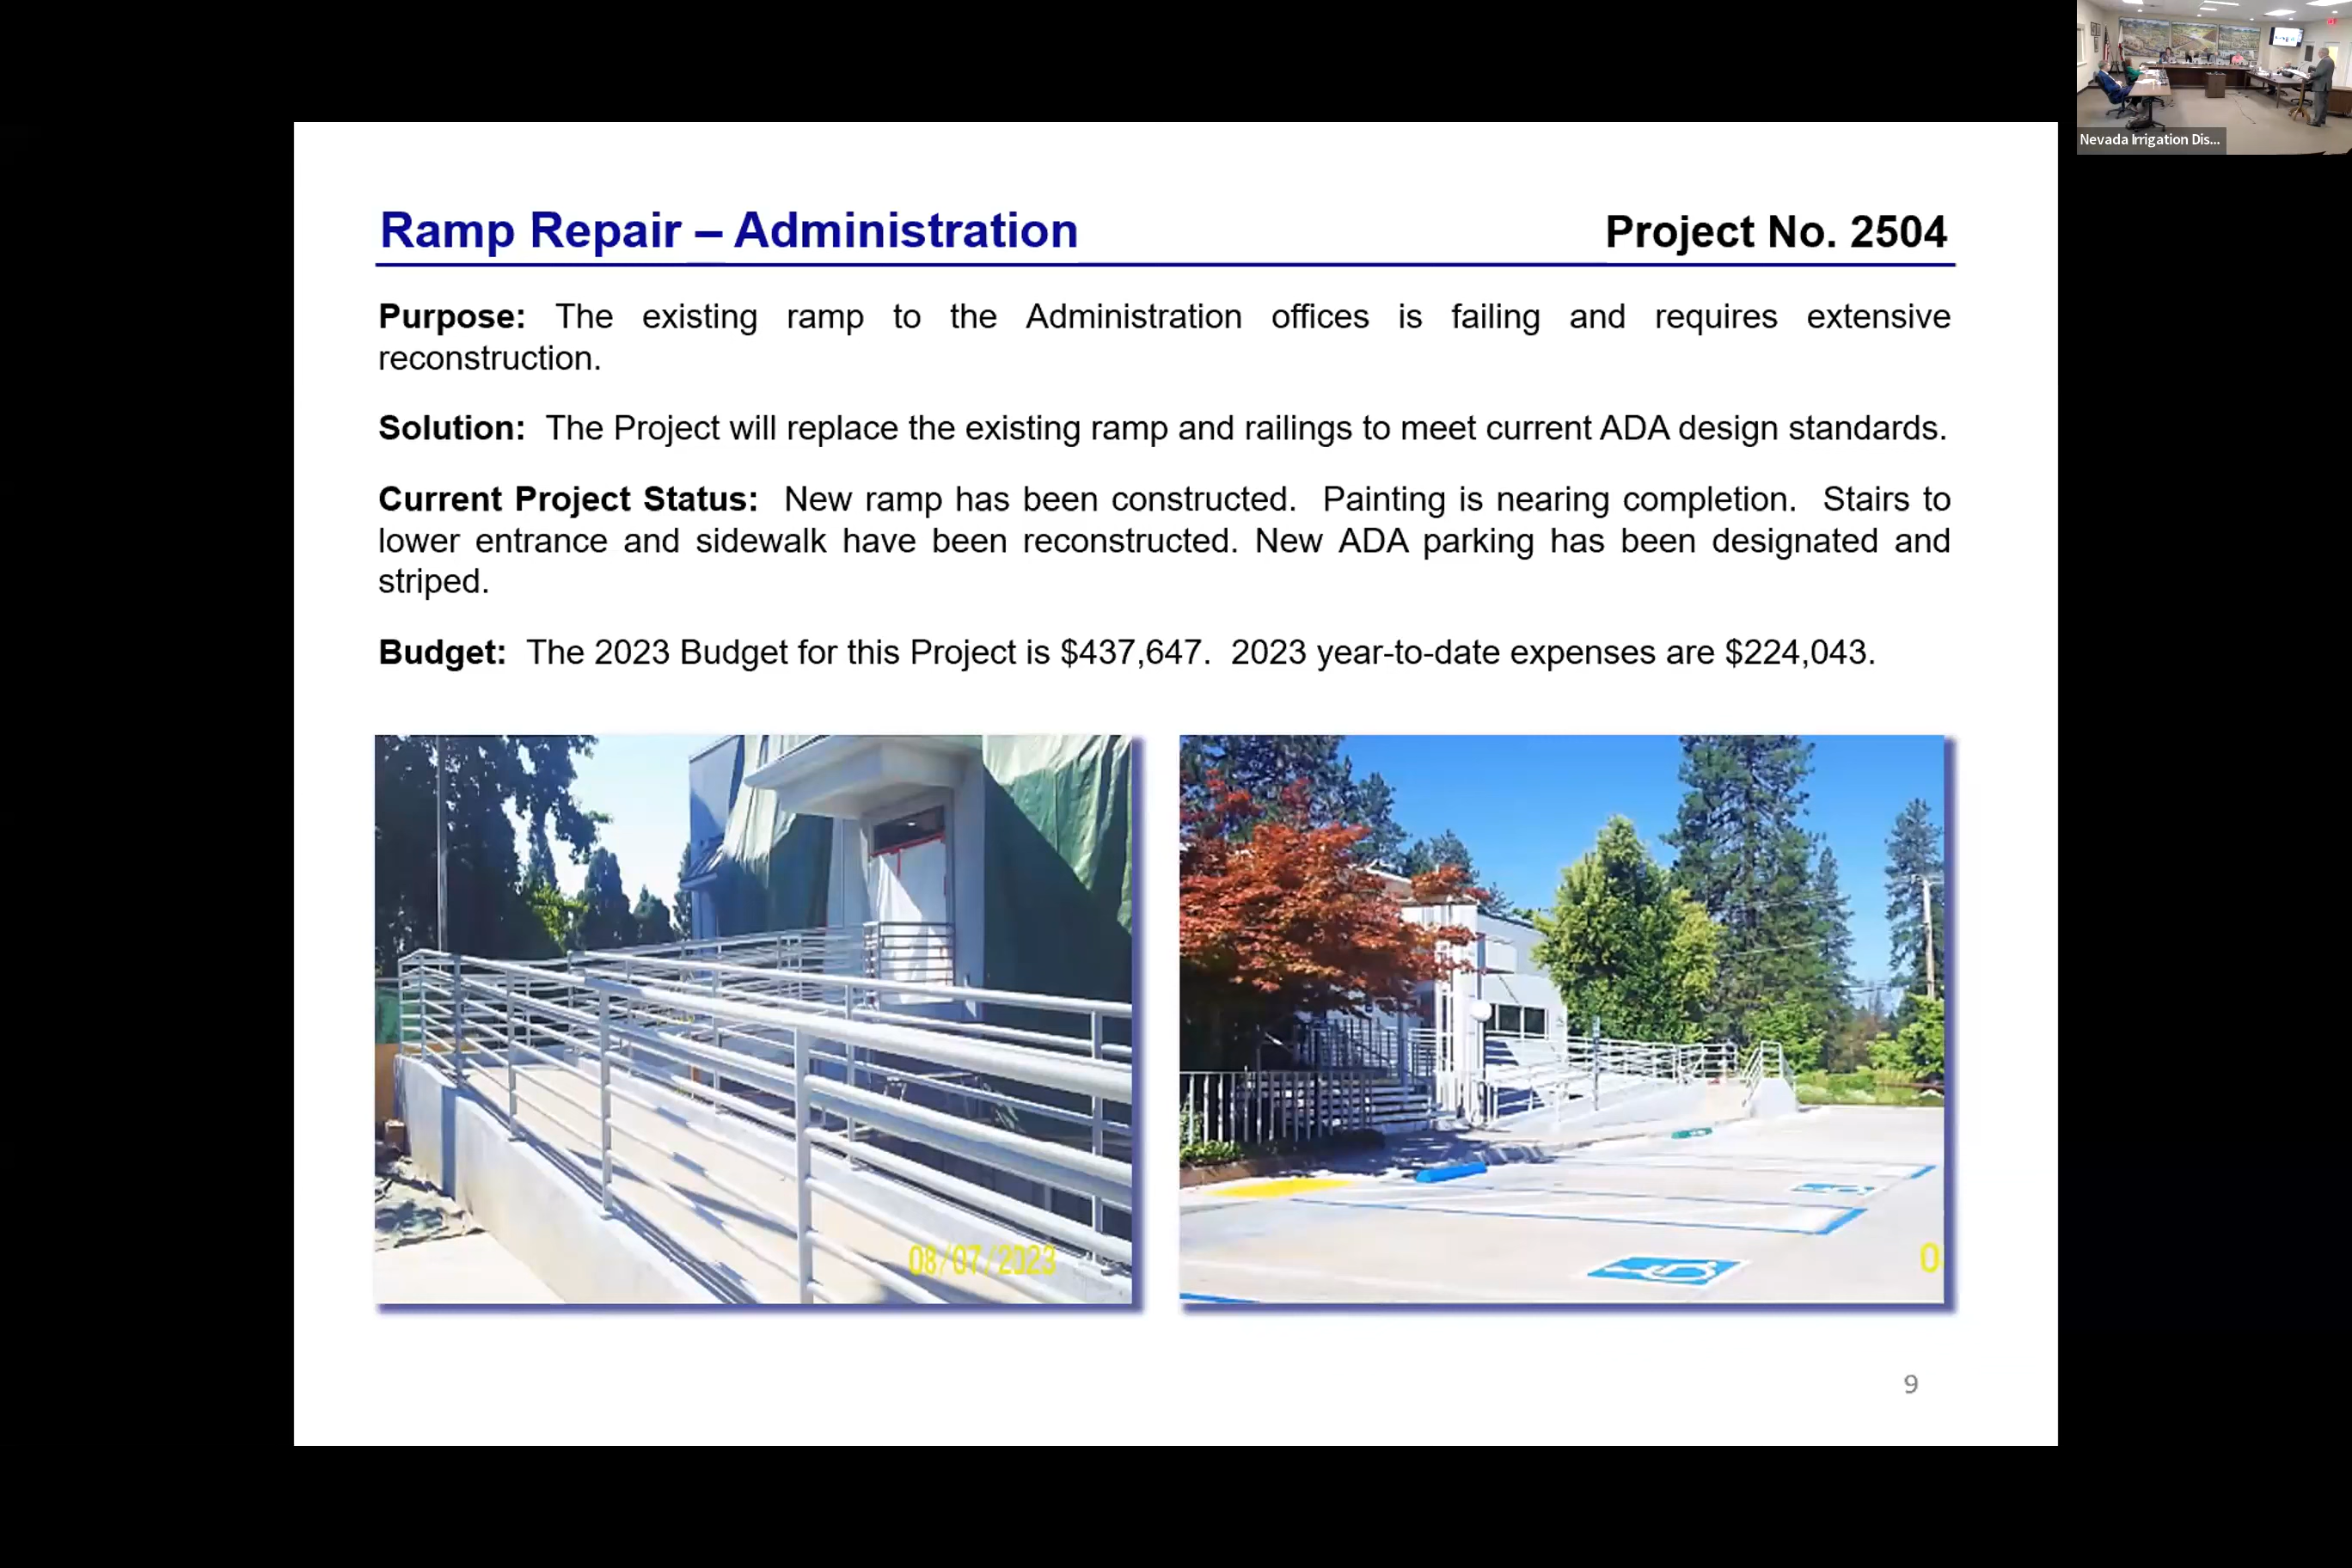 Nevada Irrigation Dis...
Ramp Repair – Administration
Project No. 2504
Purpose: The existing ramp to the Administration offices is failing and requires extensive
reconstruction.
Solution: The Project will replace the existing ramp and railings to meet current ADA design standards.
Current Project Status: New ramp has been constructed. Painting is nearing completion. Stairs to
lower entrance and sidewalk have been reconstructed. New ADA parking has been designated and
striped.
Budget: The 2023 Budget for this Project is $437,647. 2023 year-to-date expenses are $224,043.
08/07/2023
0
9